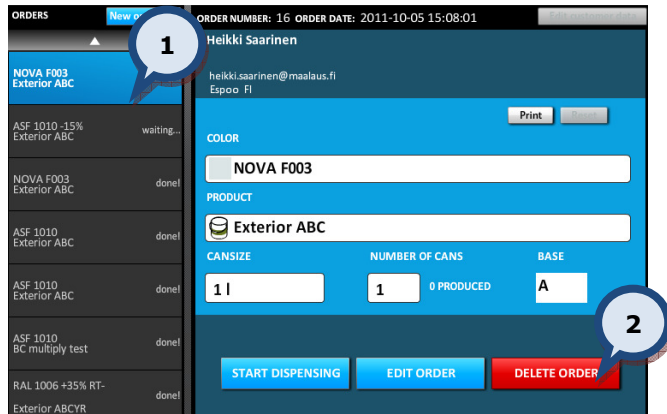 ORDERS
ORDER NUMBER: 16 ORDER DATE: 2011-10-05 15:08:01
1
Heikki Saarinen
heikki.saarinen@maalaus.fi
Espoo FI
NOVA F003
Exterior ABC
ASF 1010 -15%
Exterior ABC
waiting...
NOVA F003
Exterior ABC
done!
ASF 1010
Exterior ABC
done!
ASF 1010
Exterior ABC
done!
ASF 1010
BC multiply test
done!
RAL 1006 +35% RT-
Exterior ABCYR
done!
Print Reset
COLOR
NOVA F003
PRODUCT
Exterior ABC
CANSIZE NUMBER OF CANS BASE
1 l 1 0 PRODUCED A
2
START DISPENSING EDIT ORDER DELETE ORDER